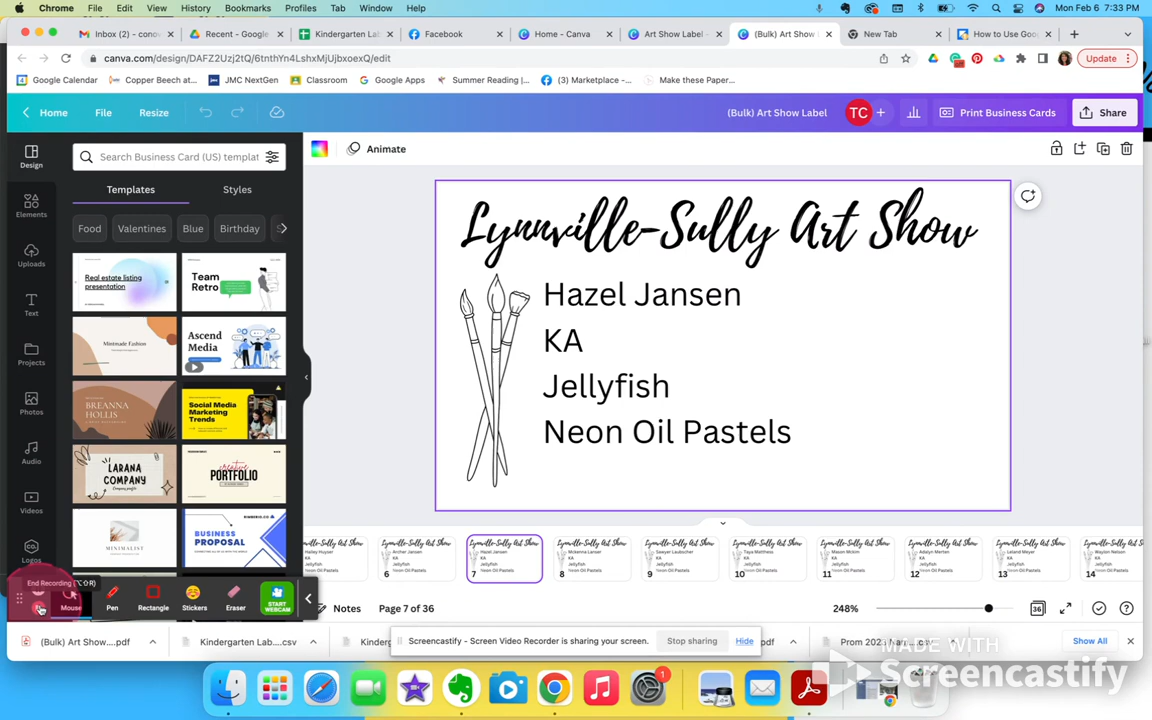 Chrome File Edit View History Bookmarks Profiles Tab Window Help Mon Feb 6 7:33 PM
Inbox (12) - conov Recent - Google Kindergarten Lab Facebook Home - Canva Art Show Label - (Bulk) Art Show New Tab How to Use Goo
canva.com/design/DAFZ2Uzj2tQ/6tnthYn4LshxMjUjbxoexQ/edit Update
Google Calendar Copper Beech at... JMC NextGen Classroom Google Apps Summer Reading |... (3) Marketplace -... Make these Paper...
Home File Resize (Bulk) Art Show Label TC Print Business Cards Share
Design
Elements
Uploads
Text
Projects
Photos
Audio
Videos
Logos
Search Business Card (US) templat
Templates Styles
Food Valentines Blue Birthday
Real estate listing
presentation
Team
Retro
Minimade Fashion
Ascend
Media
BREANNA
HOLLIS
Social Media
Marketing
Trends
LARANA
COMPANY
creative
PORTFOLIO
MINIMALIST
BUSINESS
PROPOSAL
Animate
Lynnville-Sully Art Show
Hazel Jansen
KA
Jellyfish
Neon Oil Pastels
6 7 8 9 10 11 12 13 14
Notes Page 7 of 36 248% 36
End Recording (⌥⇧R)
Mouse Pen Rectangle Stickers Eraser START
WEBCAM
(Bulk) Art Show....pdf Kindergarten Lab....csv Screencastify - Screen Video Recorder is sharing your screen. Stop sharing Hide Show All
MADE WITH
Screencastify
1